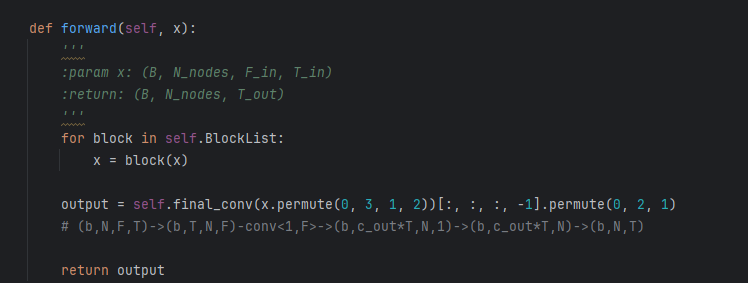 def forward(self, x):
'''
:param x: (B, N_nodes, F_in, T_in)
:return: (B, N_nodes, T_out)
'''
for block in self.BlockList:
x = block(x)
output = self.final_conv(x.permute(0, 3, 1, 2))[:, :, :, -1].permute(0, 2, 1)
# (b,N,F,T)->(b,T,N,F)-conv<1,F>->(b,c_out*T,N,1)->(b,c_out*T,N)->(b,N,T)
return output